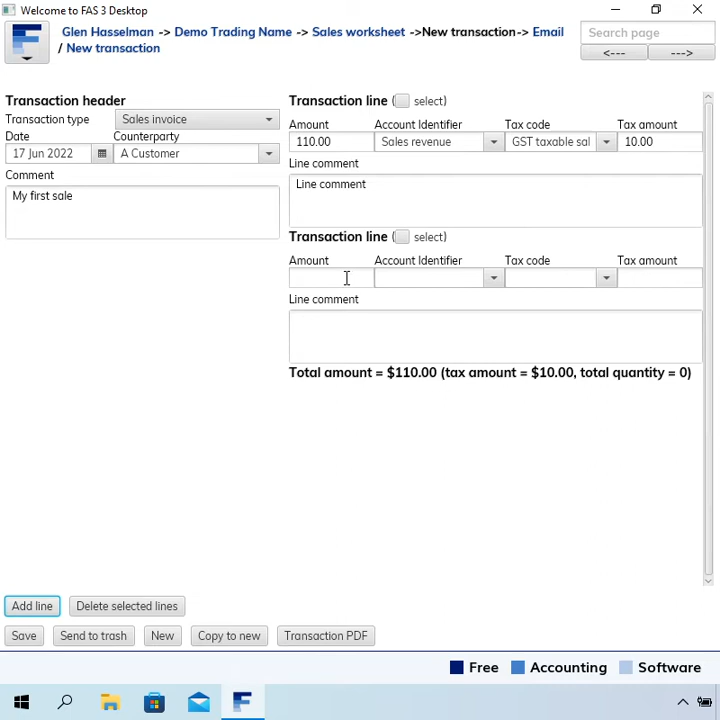 Welcome to FAS 3 Desktop
Glen Hasselman -> Demo Trading Name -> Sales worksheet ->New transaction-> Email
/ New transaction
Search page
<---
--->
Transaction header
Transaction type
Sales invoice
Date
Counterparty
17 Jun 2022
A Customer
Comment
My first sale
Transaction line ( select)
Amount
Account Identifier
Tax code
Tax amount
110.00
Sales revenue
GST taxable sal
10.00
Line comment
Line comment
Transaction line ( select)
Amount
Account Identifier
Tax code
Tax amount
Line comment
Total amount = $110.00 (tax amount = $10.00, total quantity = 0)
Add line
Delete selected lines
Save
Send to trash
New
Copy to new
Transaction PDF
Free
Accounting
Software